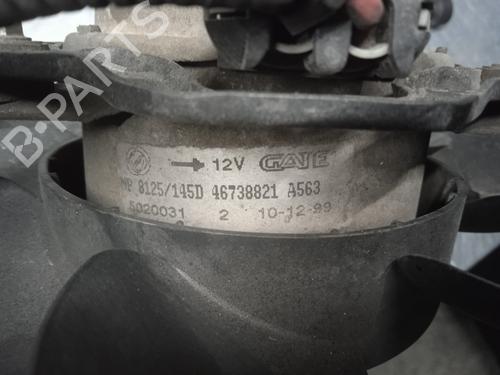 B-PARTS
12V GATE
MP 8125/145D 46738821 A563
5020031 2 10-12-99